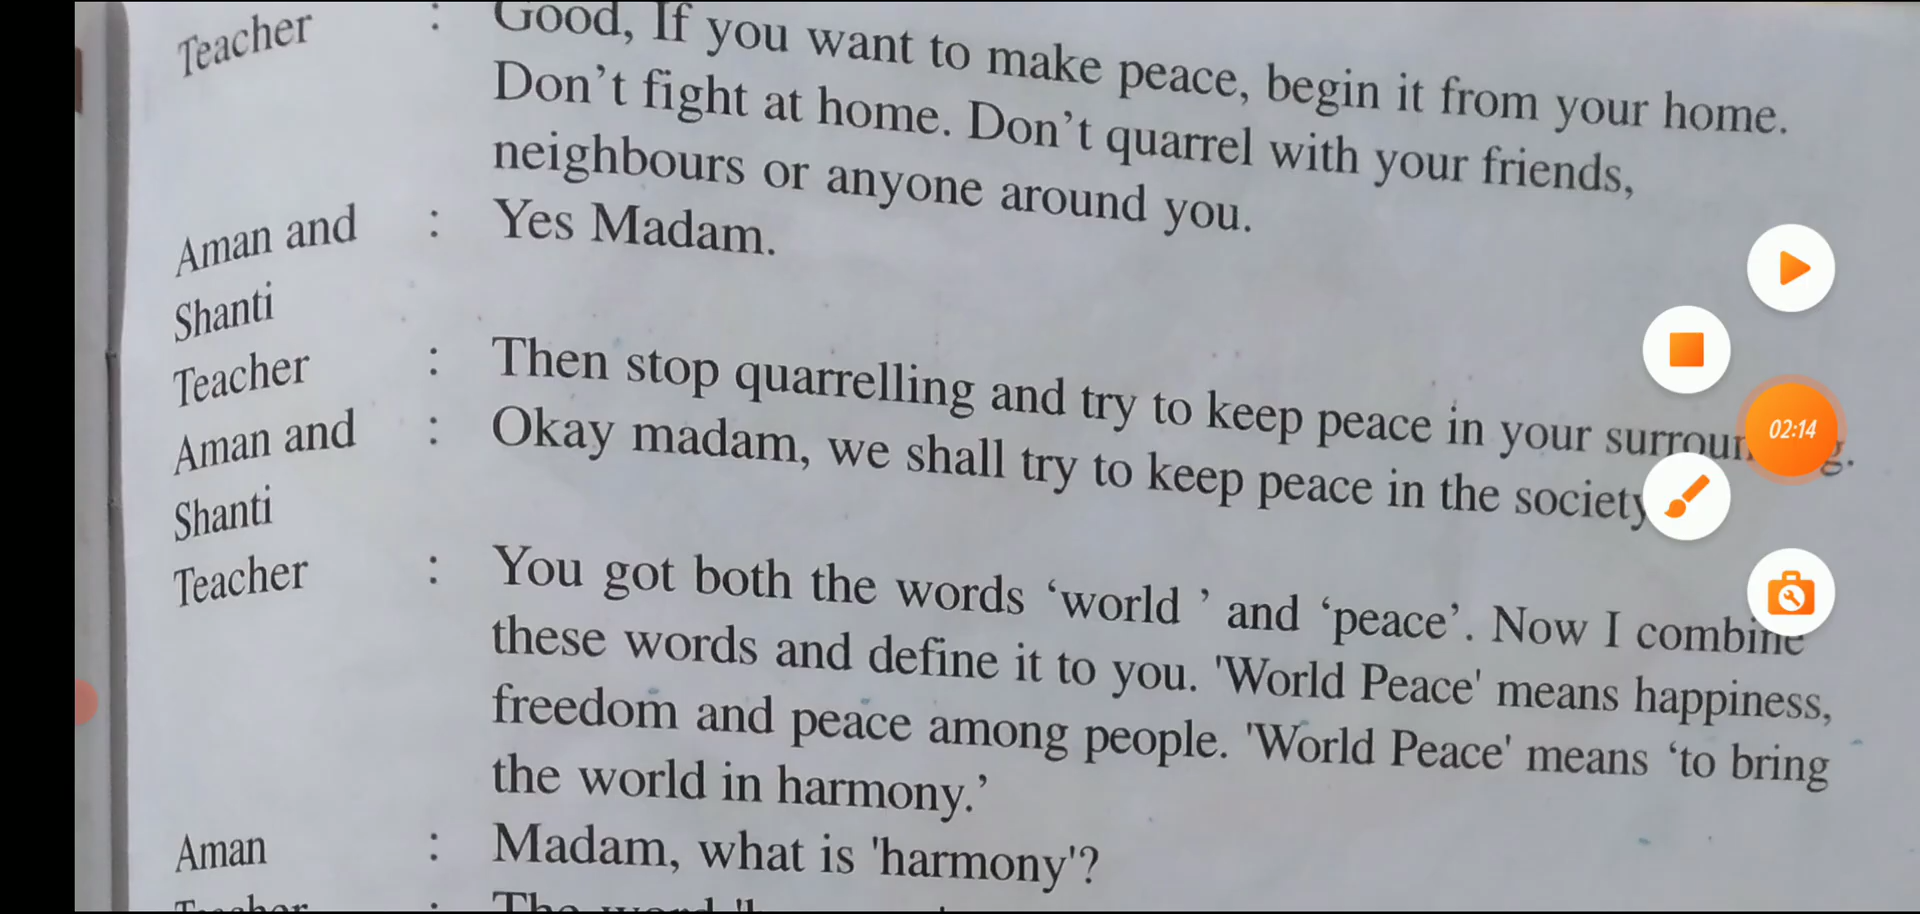 Teacher : Good, If you want to make peace, begin it from your home.
Don't fight at home. Don't quarrel with your friends,
neighbours or anyone around you.
Aman and : Yes Madam.
Shanti
Teacher : Then stop quarrelling and try to keep peace in your
Aman and : Okay madam, we shall try to keep peace in the society
Shanti
Teacher : You got both the words ‘world ’ and ‘peace’. Now I combine
these words and define it to you. 'World Peace' means happiness,
freedom and peace among people. 'World Peace' means ‘to bring
the world in harmony.’
Aman : Madam, what is 'harmony'?
Teacher : The word
02:14